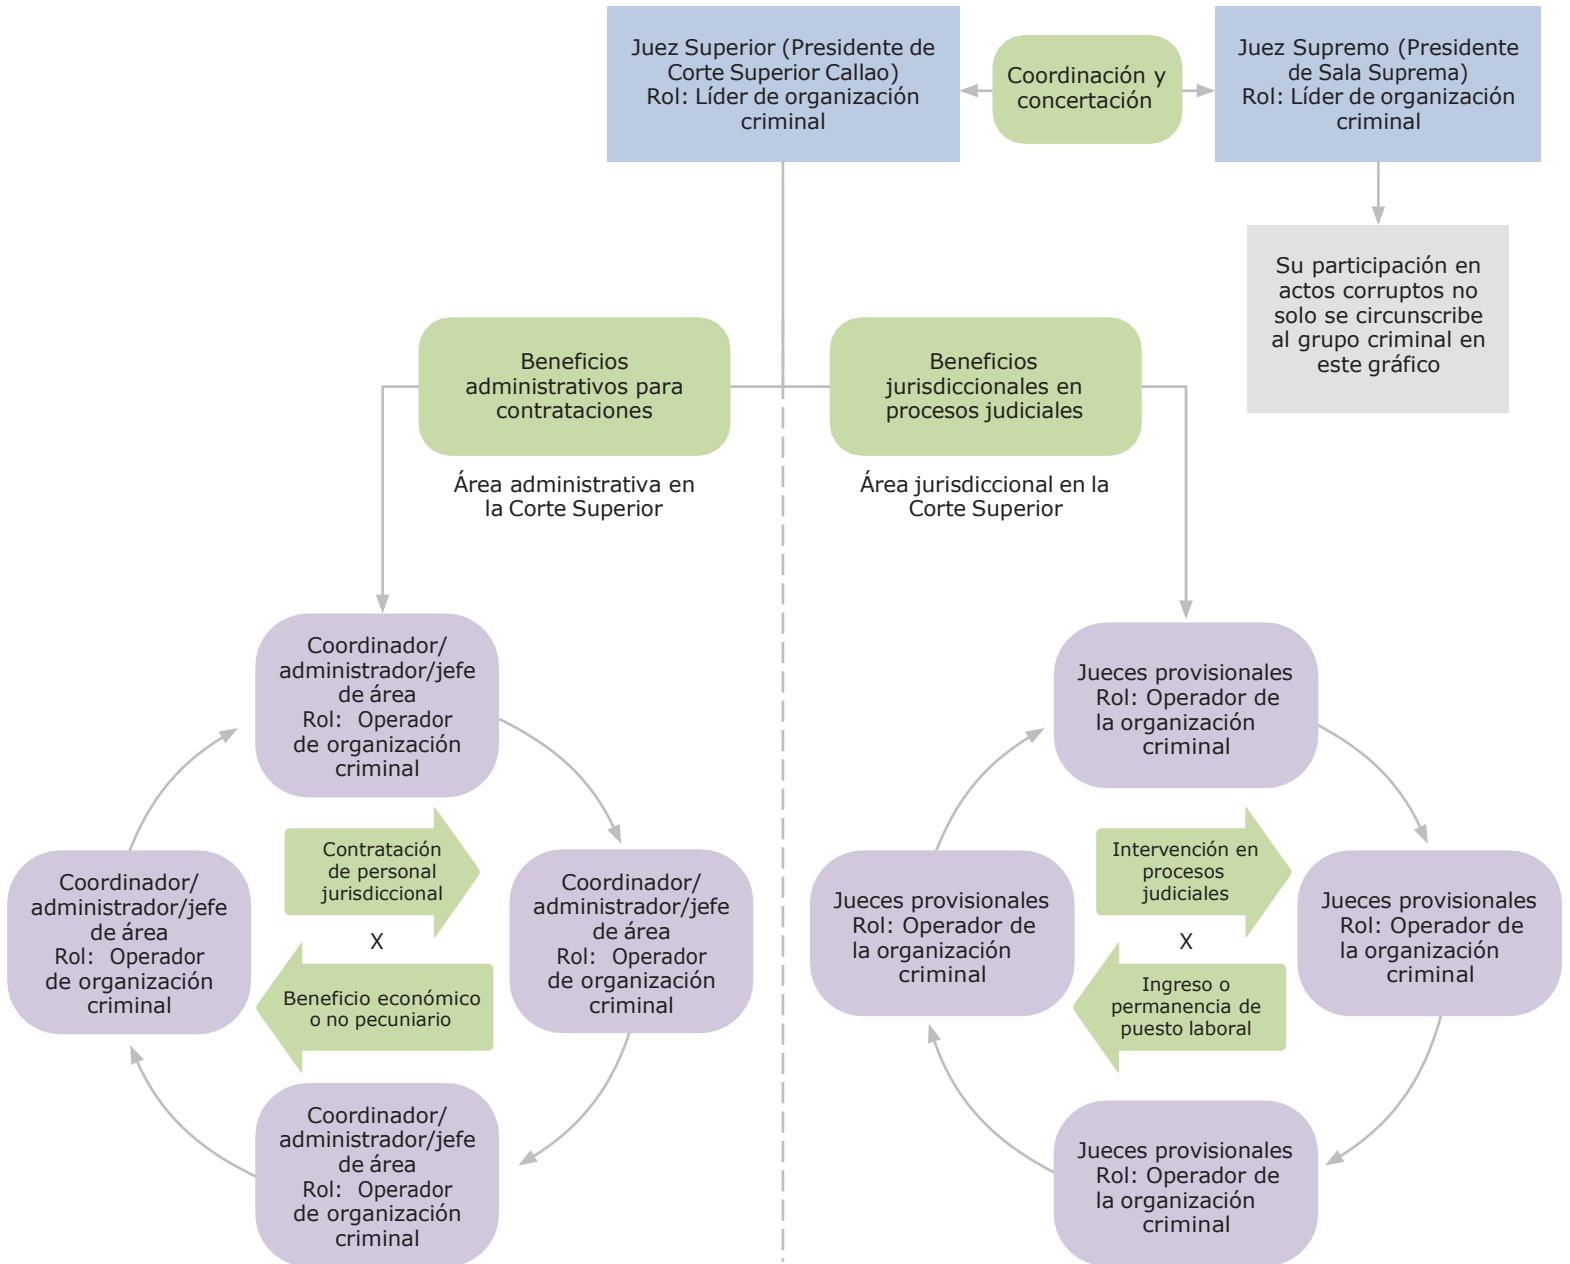 Juez Superior (Presidente de
Corte Superior Callao)
Rol: Líder de organización
criminal
Coordinación y
concertación
Juez Supremo (Presidente
de Sala Suprema)
Rol: Líder de organización
criminal
Su participación en
actos corruptos no
solo se circunscribe
al grupo criminal en
este gráfico
Beneficios
administrativos para
contrataciones
Beneficios
jurisdiccionales en
procesos judiciales
Área administrativa en
la Corte Superior
Área jurisdiccional en la
Corte Superior
Coordinador/
administrador/jefe
de área
Rol: Operador
de organización
criminal
Coordinador/
administrador/jefe
de área
Rol: Operador
de organización
criminal
Contratación
de personal
jurisdiccional
X
Beneficio económico
o no pecuniario
Coordinador/
administrador/jefe
de área
Rol: Operador
de organización
criminal
Coordinador/
administrador/jefe
de área
Rol: Operador
de organización
criminal
Jueces provisionales
Rol: Operador de
la organización
criminal
Jueces provisionales
Rol: Operador de
la organización
criminal
Intervención en
procesos
judiciales
X
Ingreso o
permanencia de
puesto laboral
Jueces provisionales
Rol: Operador de
la organización
criminal
Jueces provisionales
Rol: Operador de
la organización
criminal